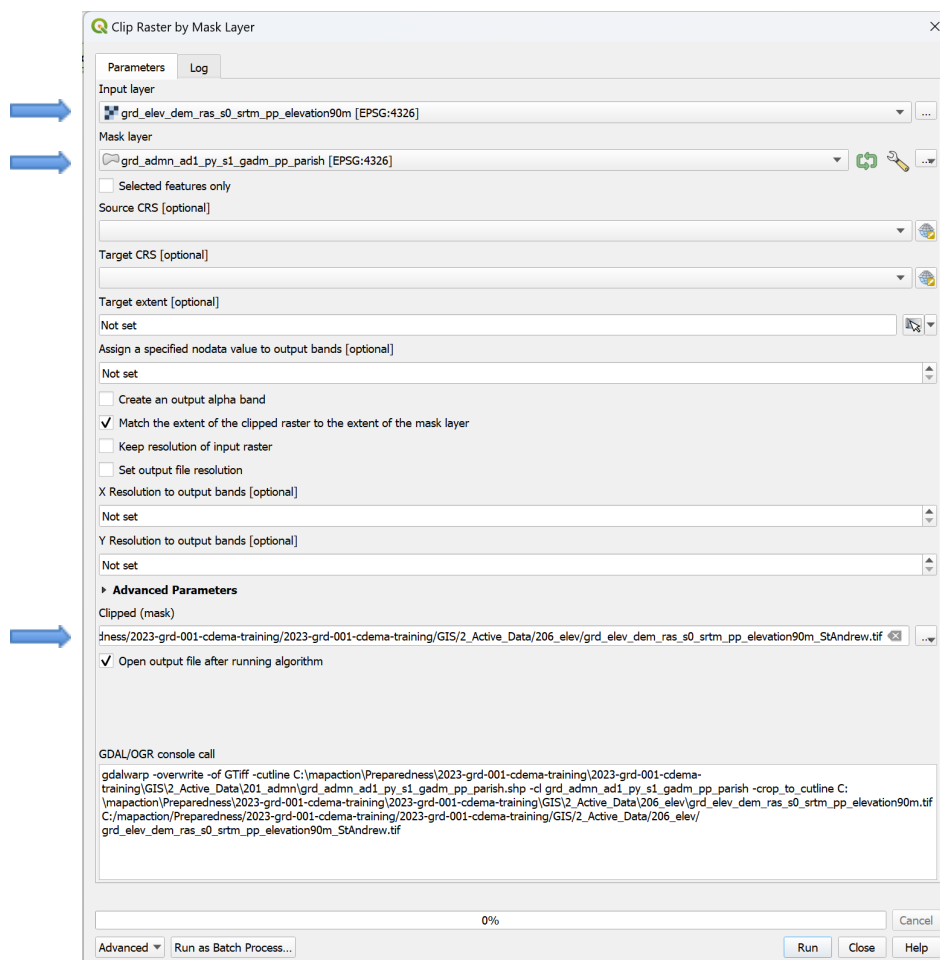 Clip Raster by Mask Layer
Parameters
Log
Input layer
grd_elev_dem_ras_s0_srtm_pp_elevation90m [EPSG:4326]
...
Mask layer
grd_admn_ad1_py_s1_gadm_pp_parish [EPSG:4326]
...
Selected features only
Source CRS [optional]
Target CRS [optional]
Target extent [optional]
Not set
Assign a specified nodata value to output bands [optional]
Not set
Create an output alpha band
Match the extent of the clipped raster to the extent of the mask layer
Keep resolution of input raster
Set output file resolution
X Resolution to output bands [optional]
Not set
Y Resolution to output bands [optional]
Not set
Advanced Parameters
Clipped (mask)
dness/2023-grd-001-cdema-training/2023-grd-001-cdema-training/GIS/2_Active_Data/206_elev/grd_elev_dem_ras_s0_srtm_pp_elevation90m_StAndrew.tif
...
Open output file after running algorithm
GDAL/OGR console call
gdalwarp -overwrite -of GTiff -cutline C:\mapaction\Preparedness\2023-grd-001-cdema-training\2023-grd-001-cdema-
training\GIS\2_Active_Data\201_admn\grd_admn_ad1_py_s1_gadm_pp_parish.shp -cl grd_admn_ad1_py_s1_gadm_pp_parish -crop_to_cutline C:
\mapaction\Preparedness\2023-grd-001-cdema-training\2023-grd-001-cdema-training\GIS\2_Active_Data\206_elev\grd_elev_dem_ras_s0_srtm_pp_elevation90m.tif
C:/mapaction/Preparedness/2023-grd-001-cdema-training/2023-grd-001-cdema-training/GIS/2_Active_Data/206_elev/
grd_elev_dem_ras_s0_srtm_pp_elevation90m_StAndrew.tif
0%
Cancel
Advanced
Run as Batch Process...
Run
Close
Help